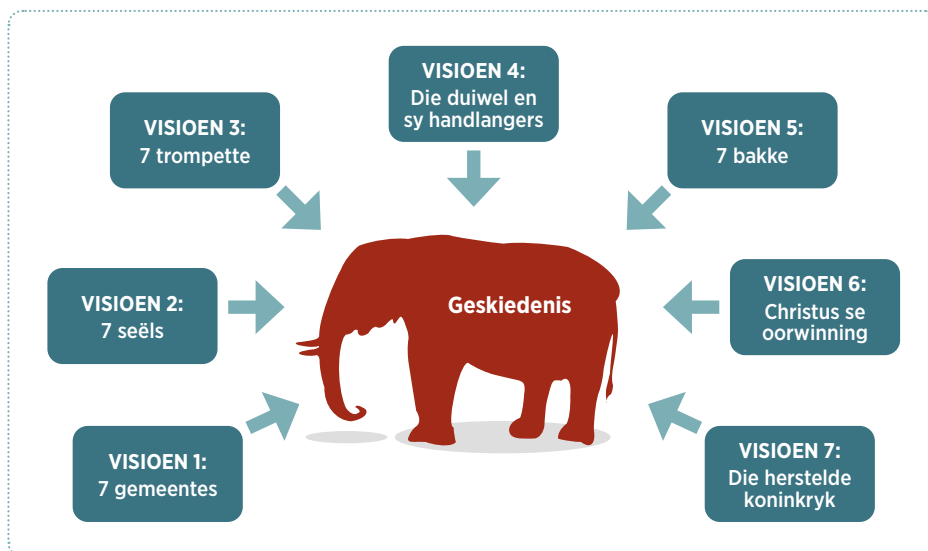 VISIOEN 4:
Die duiwel en
sy handlangers
VISIOEN 3:
7 trompette
VISIOEN 5:
7 bakke
VISIOEN 2:
7 seëls
Geskiedenis
VISIOEN 6:
Christus se
oorwinning
VISIOEN 1:
7 gemeentes
VISIOEN 7:
Die herstelde
koninkryk